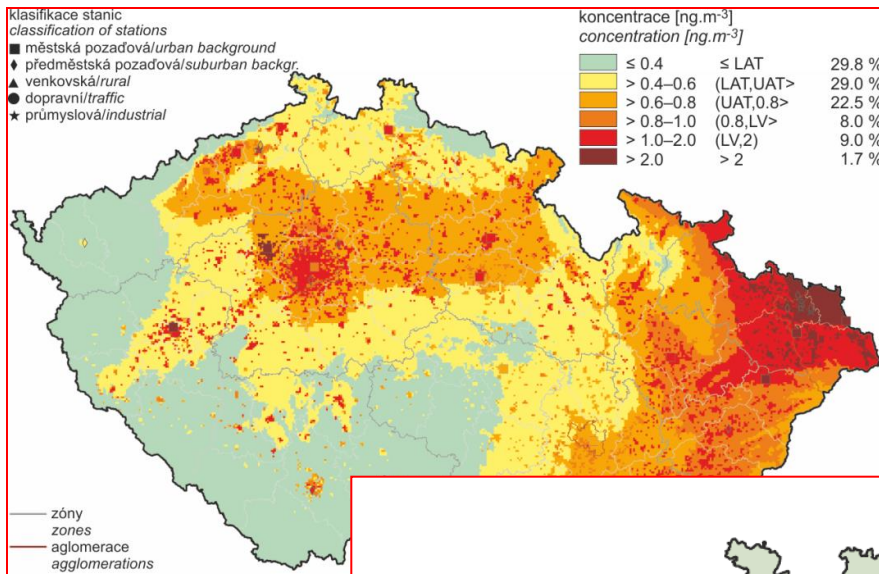 klasifikace stanic
classification of stations
městská pozaďová/urban background
předměstská pozaďová/suburban backgr.
venkovská/rural
dopravní/traffic
průmyslová/industrial
koncentrace [ng.m-3]
concentration [ng.m-3]
≤ 0.4 ≤ LAT 29.8 %
> 0.4–0.6 (LAT,UAT> 29.0 %
> 0.6–0.8 (UAT,0.8> 22.5 %
> 0.8–1.0 (0.8,LV> 8.0 %
> 1.0–2.0 (LV,2) 9.0 %
> 2.0 > 2 1.7 %
zóny
zones
aglomerace
agglomerations